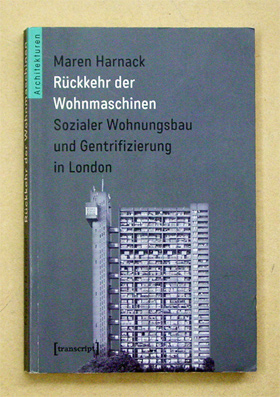 Architekturen
Maren Harnack
Rückkehr der
Wohnmaschinen
Sozialer Wohnungsbau
und Gentrifizierung
in London
[transcript]
Rückkehr der Wohnmaschinen